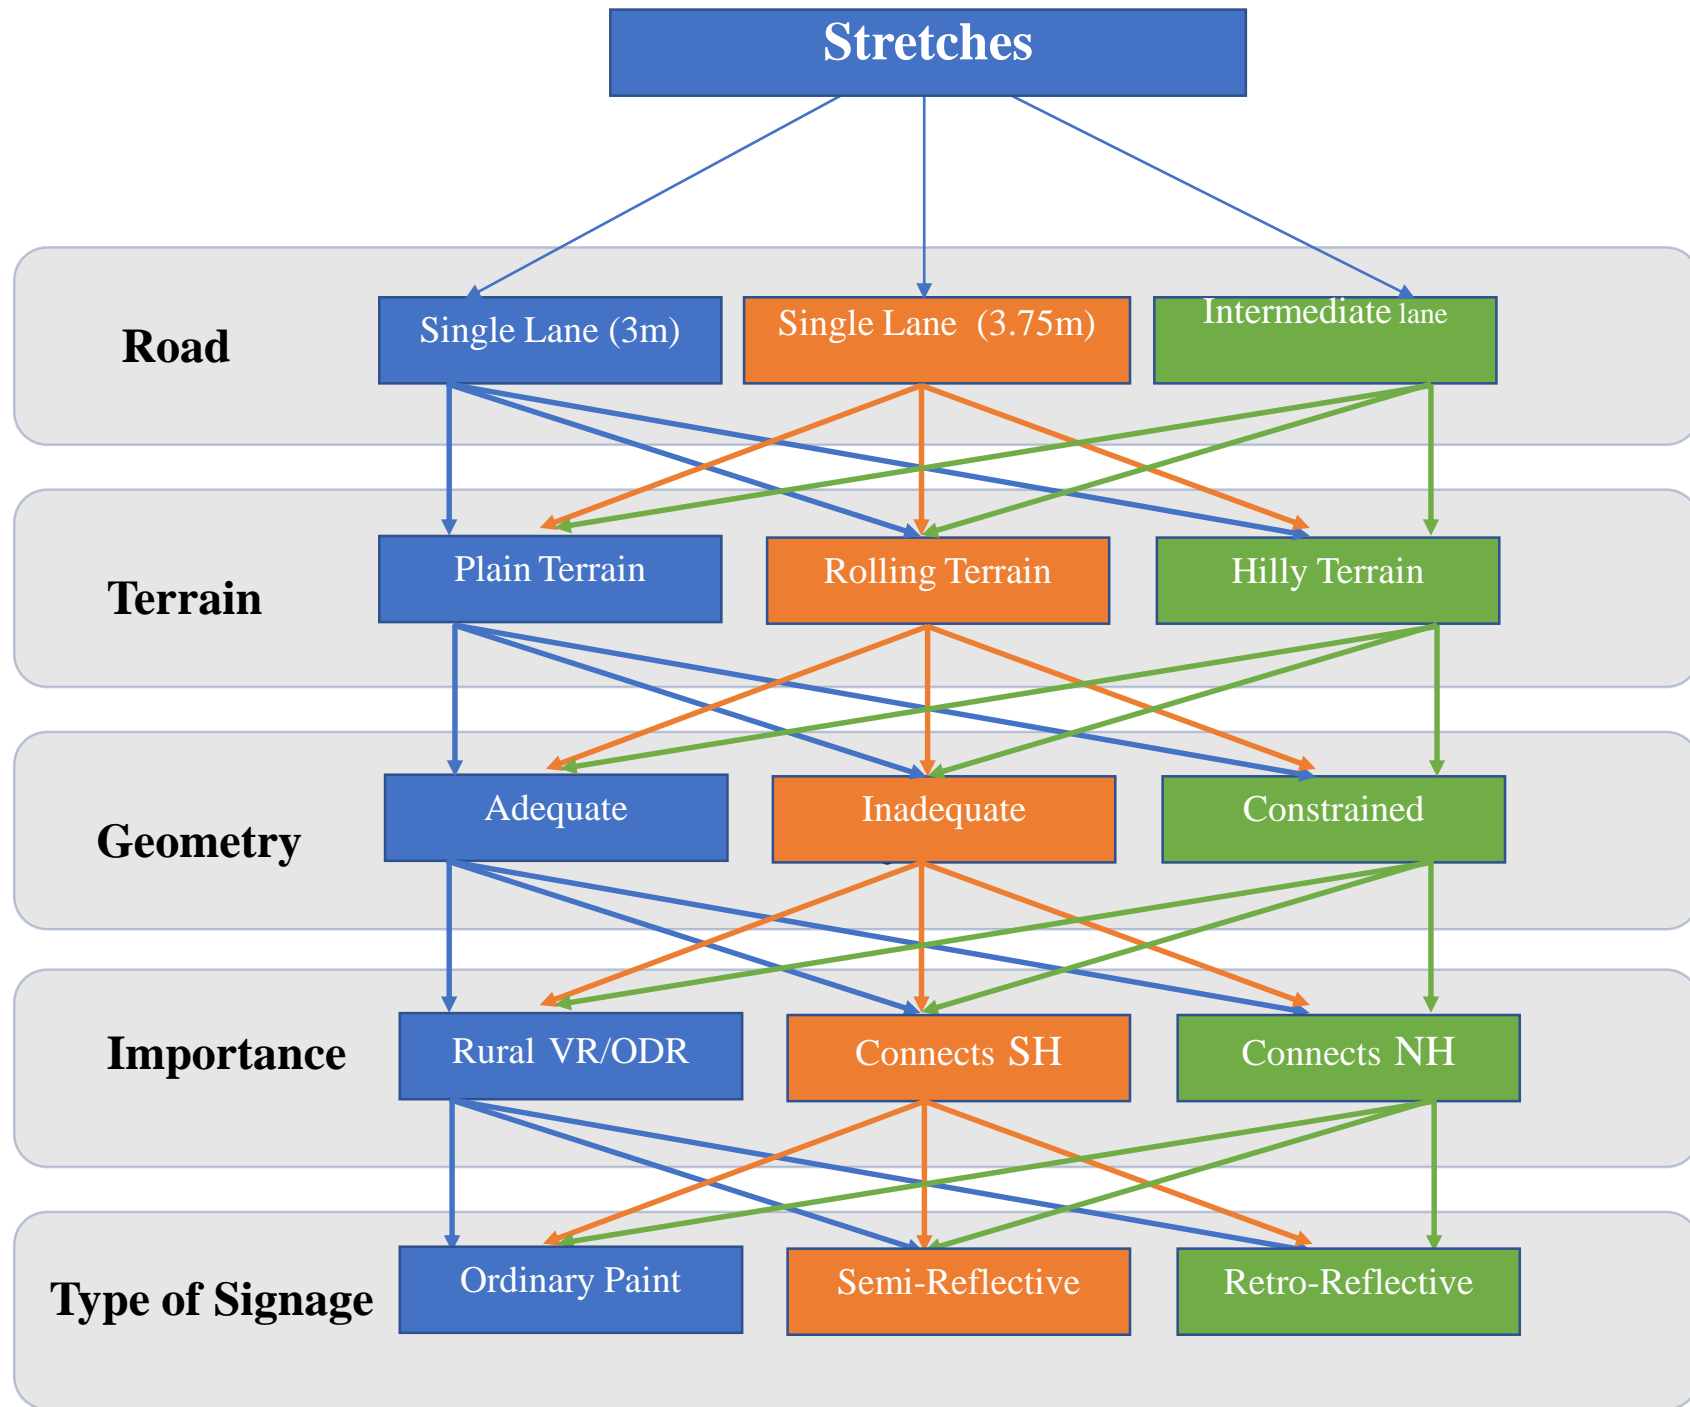 Stretches
Road
Single Lane (3m)
Single Lane (3.75m)
Intermediate lane
Terrain
Plain Terrain
Rolling Terrain
Hilly Terrain
Geometry
Adequate
Inadequate
Constrained
Importance
Rural VR/ODR
Connects SH
Connects NH
Type of Signage
Ordinary Paint
Semi-Reflective
Retro-Reflective